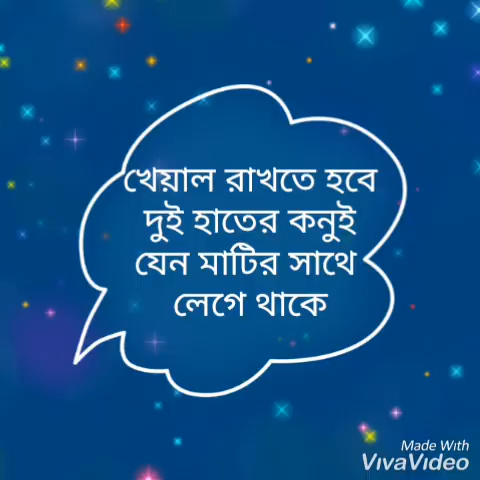 খেয়াল রাখতে হবে
দুই হাতের কনুই
যেন মাটির সাথে
লেগে থাকে
Made With
VivaVideo